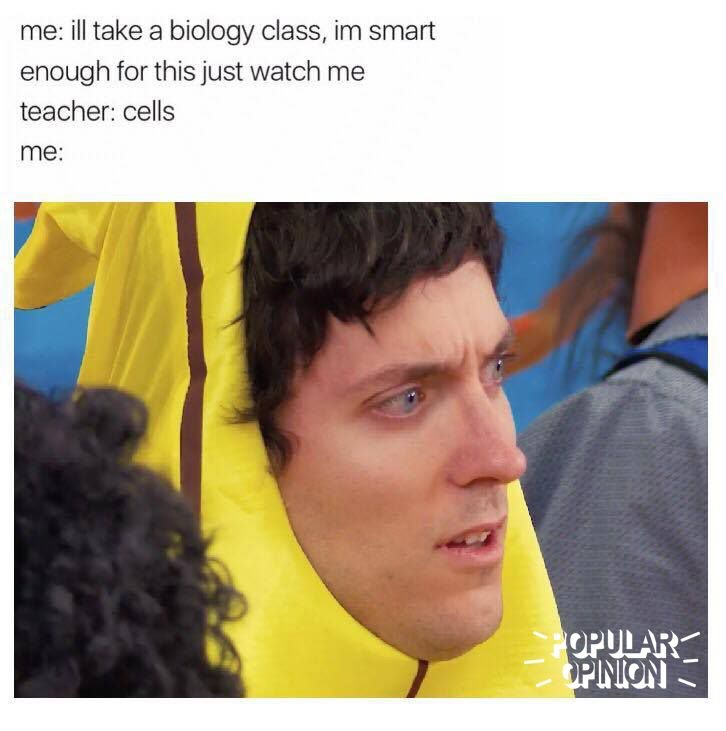 me: ill take a biology class, im smart
enough for this just watch me
teacher: cells
me:
POPULAR
OPINION